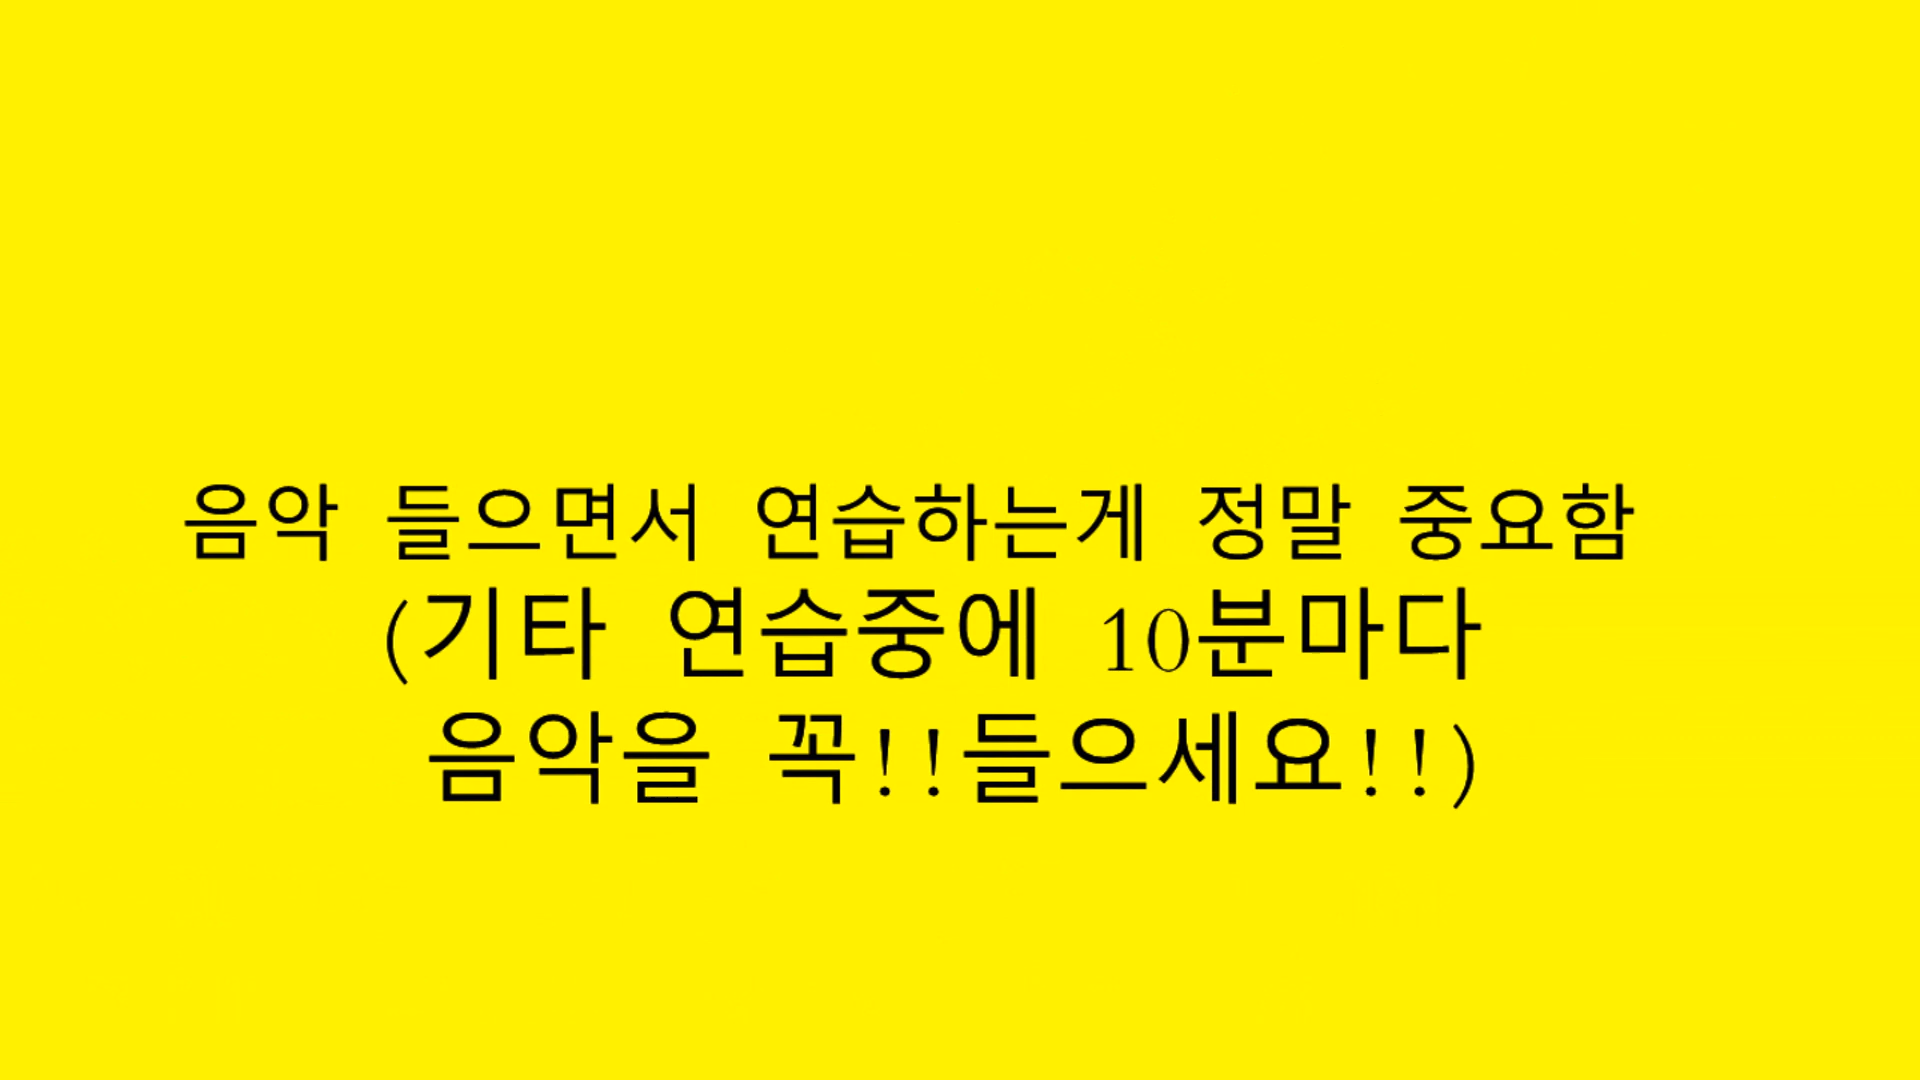 음악 들으면서 연습하는게 정말 중요함
(기타 연습중에 10분마다
음악을 꼭!!들으세요!!)